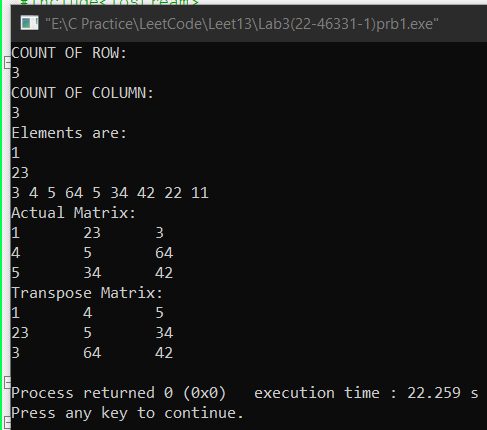 #include<iostream>
"E:\C Practice\LeetCode\Leet13\Lab3(22-46331-1)prb1.exe"
COUNT OF ROW:
3
COUNT OF COLUMN:
3
Elements are:
1
23
3 4 5 64 5 34 42 22 11
Actual Matrix:
1 23 3
4 5 64
5 34 42
Transpose Matrix:
1 4 5
23 5 34
3 64 42
Process returned 0 (0x0) execution time : 22.259 s
Press any key to continue.